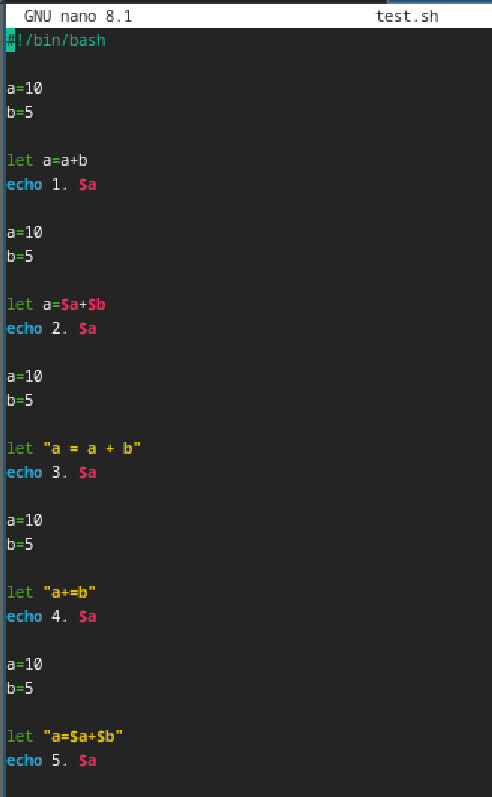 GNU nano 8.1 test.sh
#!/bin/bash
a=10
b=5
let a=a+b
echo 1. $a
a=10
b=5
let a=$a+$b
echo 2. $a
a=10
b=5
let "a = a + b"
echo 3. $a
a=10
b=5
let "a+=b"
echo 4. $a
a=10
b=5
let "a=$a+$b"
echo 5. $a